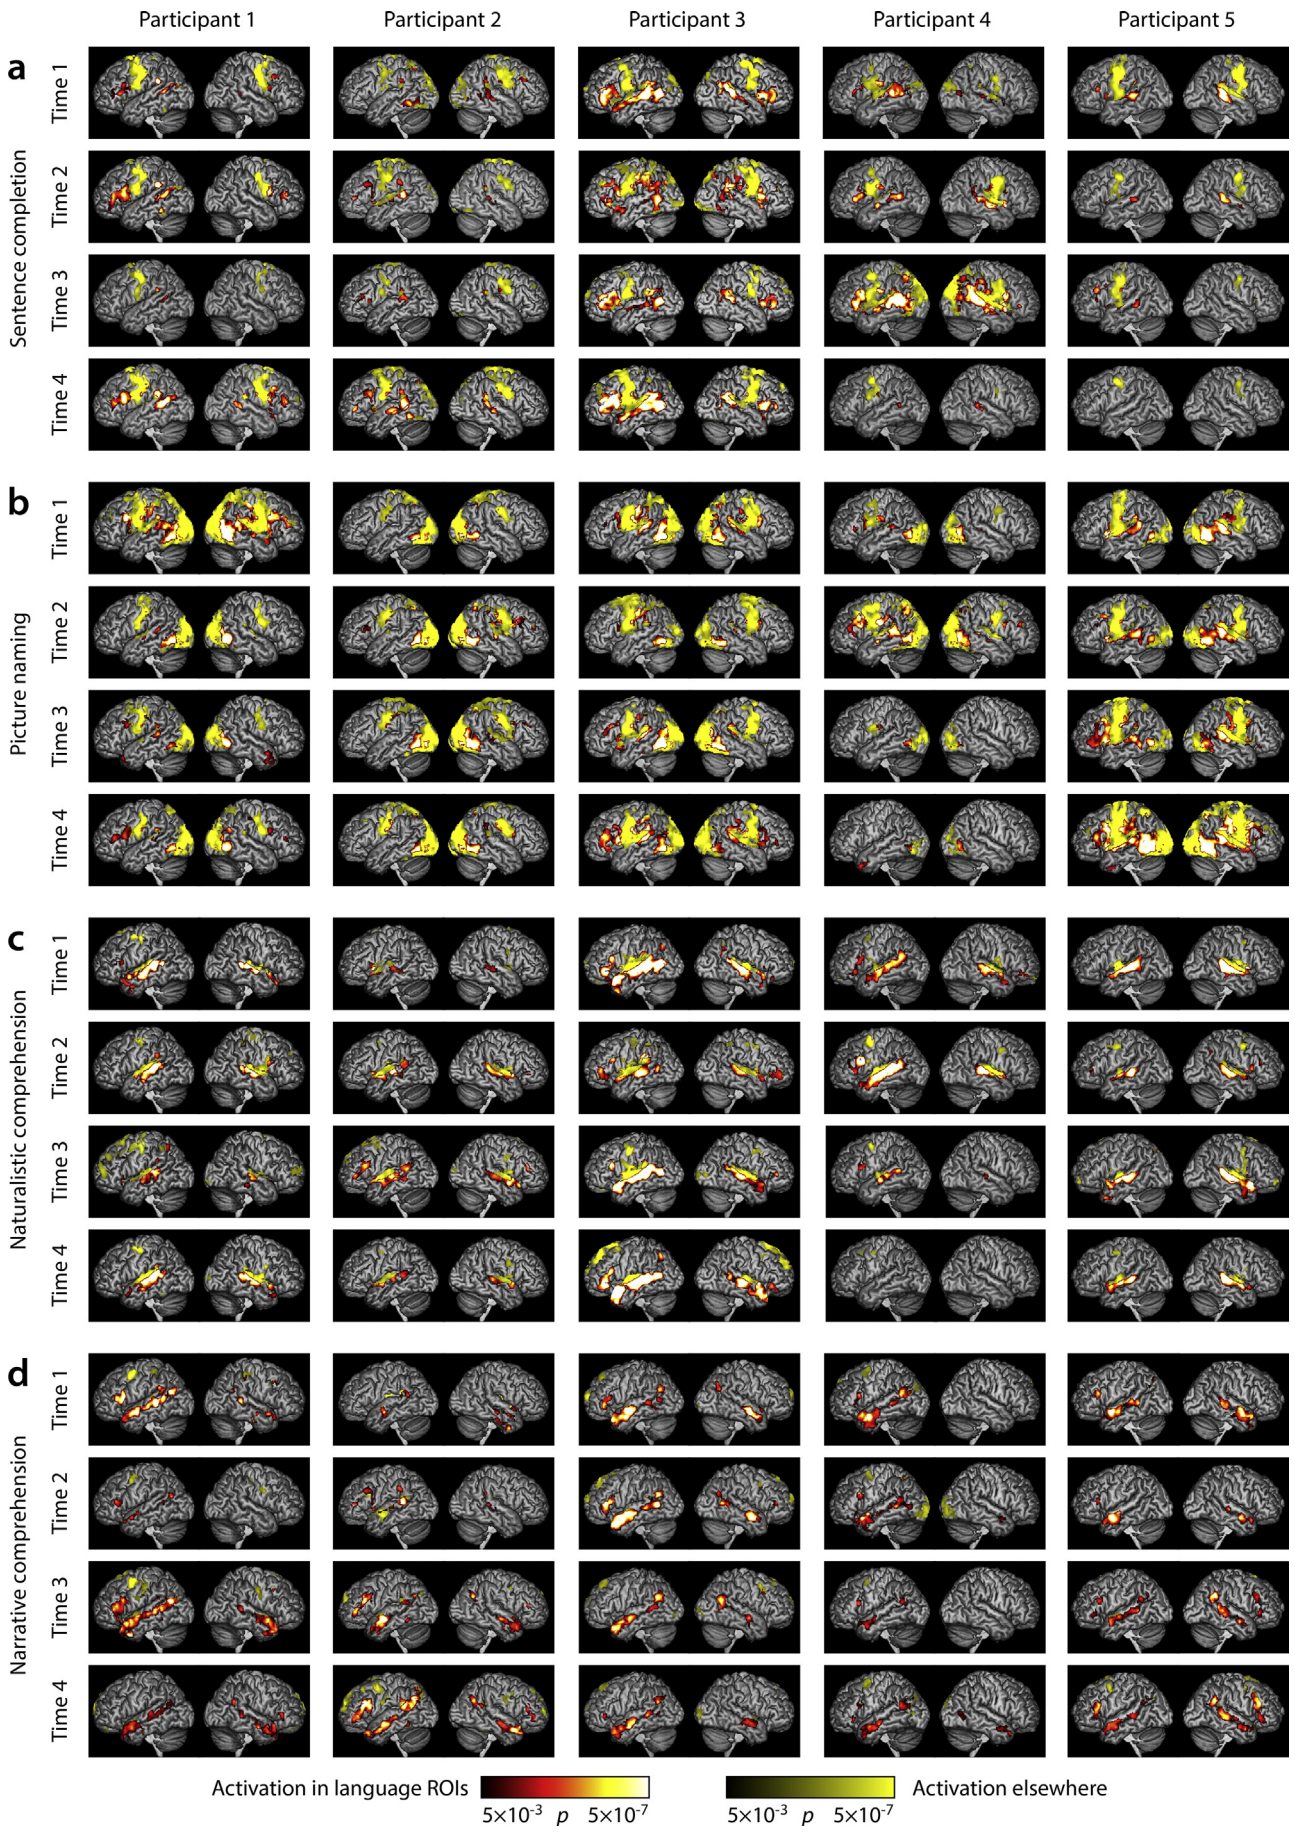 Participant 1 Participant 2 Participant 3 Participant 4 Participant 5
a
Sentence completion
Time 1
Time 2
Time 3
Time 4
b
Picture naming
Time 1
Time 2
Time 3
Time 4
c
Naturalistic comprehension
Time 1
Time 2
Time 3
Time 4
d
Narrative comprehension
Time 1
Time 2
Time 3
Time 4
Activation in language ROIs
5×10⁻³ p 5×10⁻⁷
5×10⁻³ p 5×10⁻⁷
Activation elsewhere